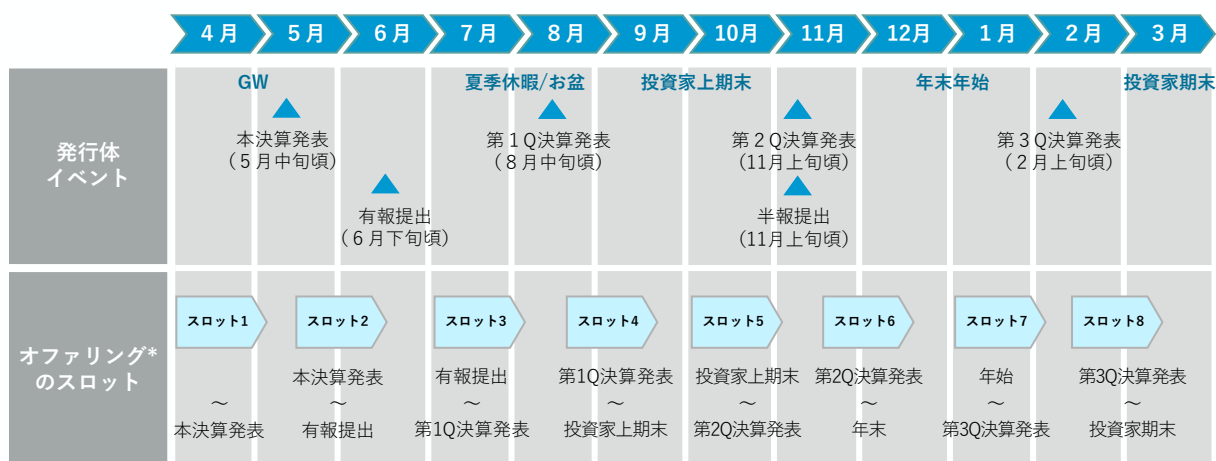 4月 5月 6月 7月 8月 9月 10月 11月 12月 1月 2月 3月
GW 夏季休暇/お盆 投資家上期末 年末年始 投資家期末
発行体
イベント
本決算発表
(5月中旬頃)
第1Q決算発表
(8月中旬頃)
第2Q決算発表
(11月上旬頃)
第3Q決算発表
(2月上旬頃)
有報提出
(6月下旬頃)
半報提出
(11月上旬頃)
オファリング*
のスロット
スロット1 スロット2 スロット3 スロット4 スロット5 スロット6 スロット7 スロット8
～
本決算発表
本決算発表
～
有報提出
有報提出
～
第1Q決算発表
第1Q決算発表
～
投資家上期末
投資家上期末
～
第2Q決算発表
第2Q決算発表
～
年末
年始
～
第3Q決算発表
第3Q決算発表
～
投資家期末